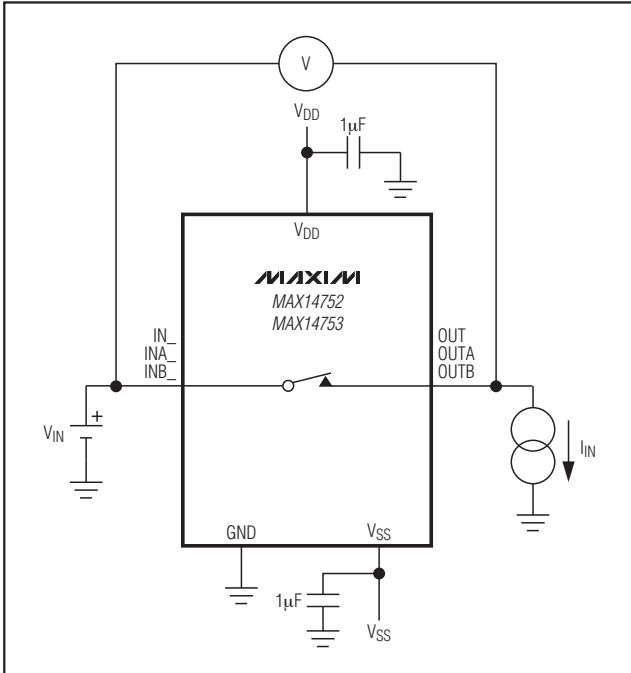 V
VDD
1µF
VDD
MAXIM
MAX14752
MAX14753
IN_
INA_
INB_
OUT
OUTA
OUTB
VIN
+
IIN
GND
VSS
1µF
VSS